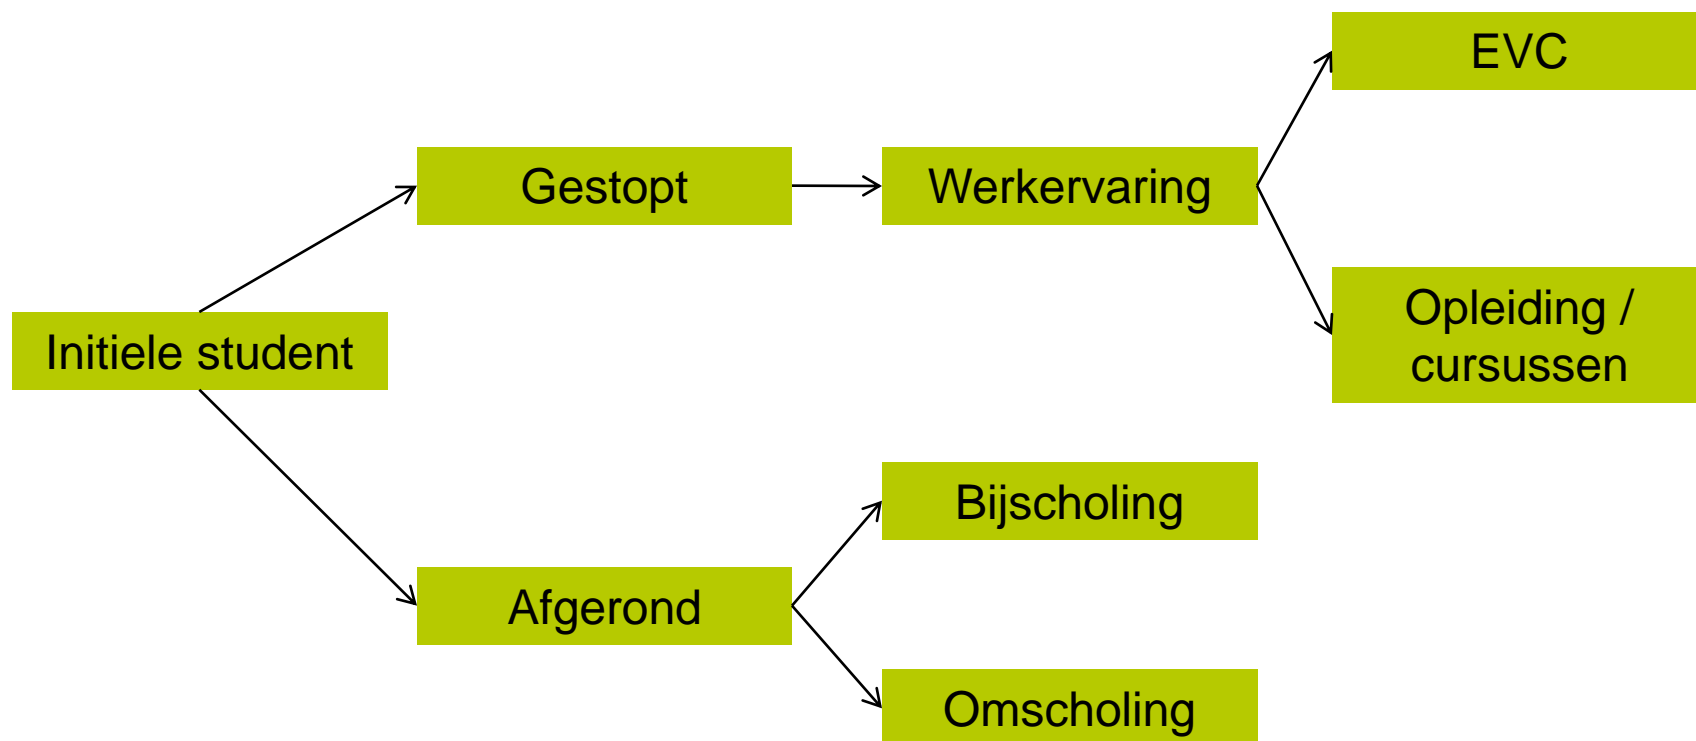 EVC
Gestopt
Werkervaring
Opleiding /
cursussen
Initiele student
Bijscholing
Afgerond
Omscholing